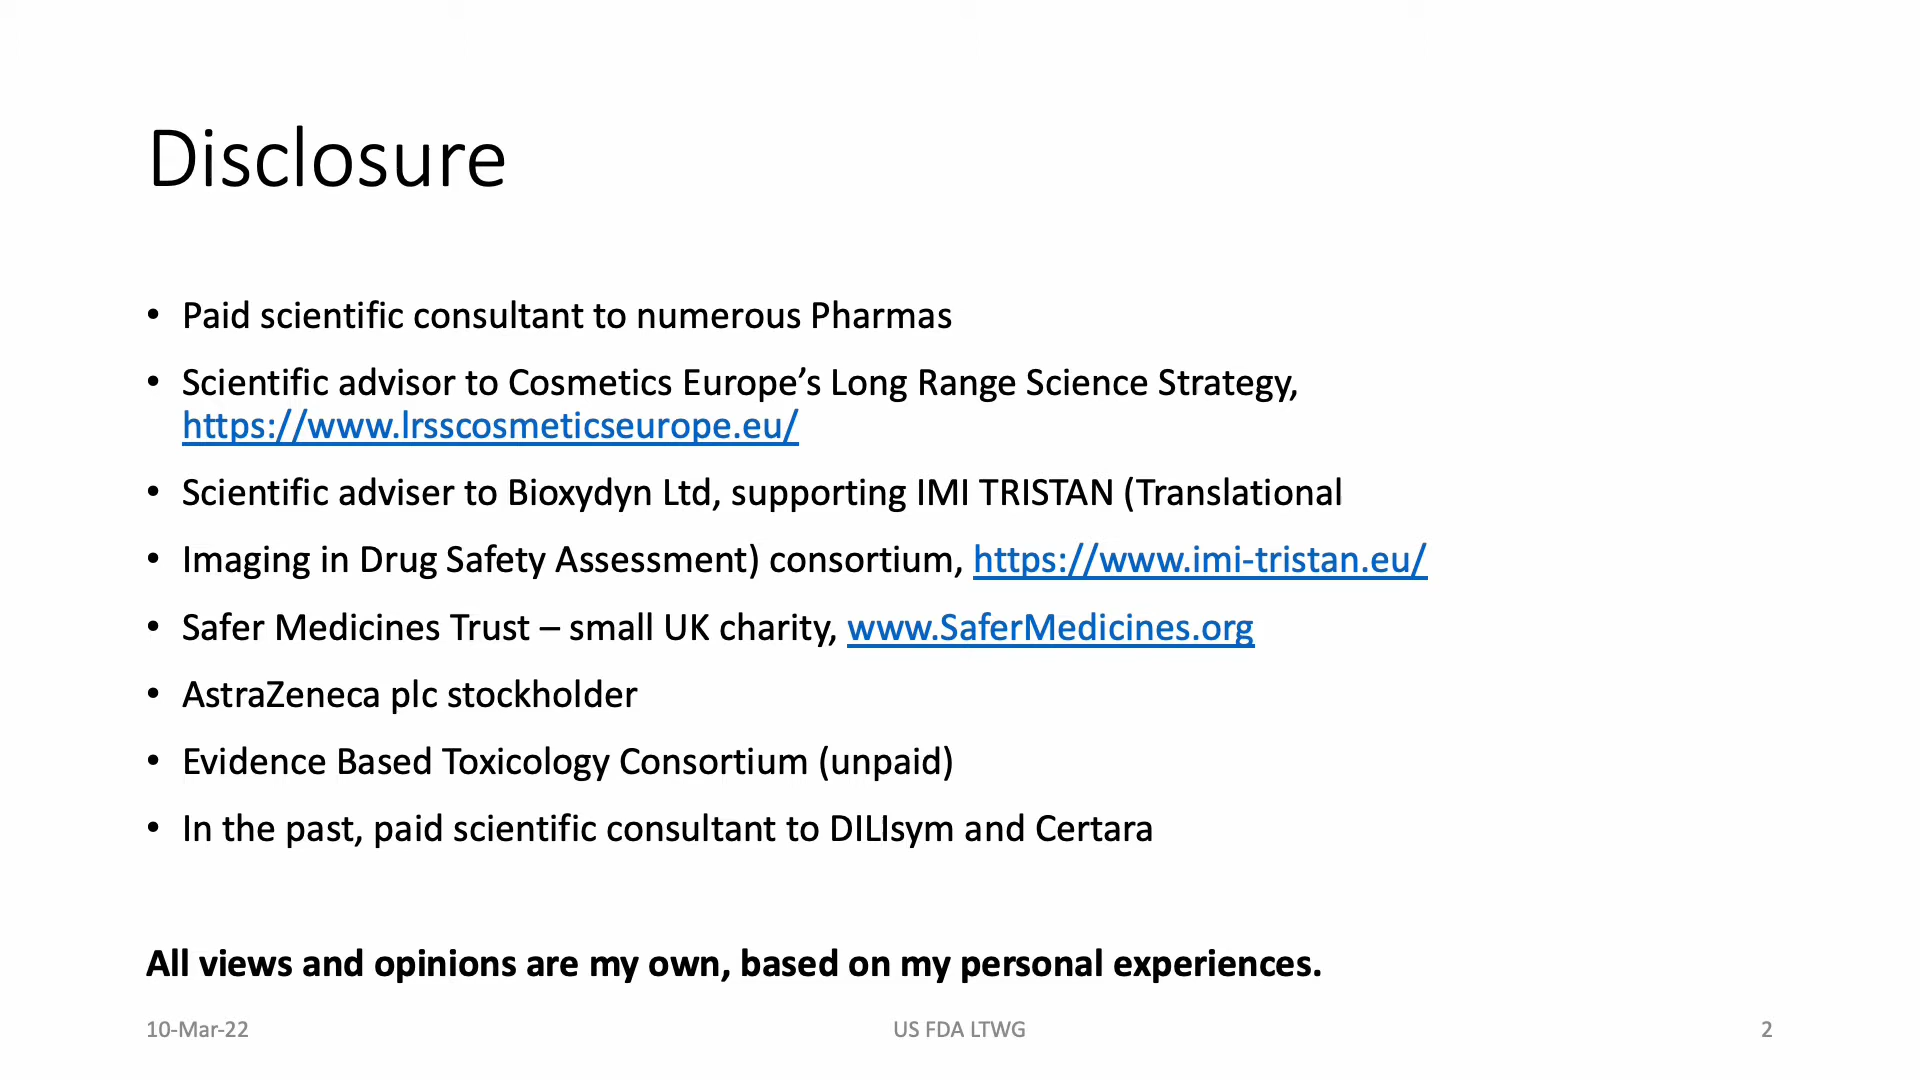 Disclosure
• Paid scientific consultant to numerous Pharmas
• Scientific advisor to Cosmetics Europe’s Long Range Science Strategy,
https://www.lrsscosmeticseurope.eu/
• Scientific adviser to Bioxydyn Ltd, supporting IMI TRISTAN (Translational
• Imaging in Drug Safety Assessment) consortium, https://www.imi-tristan.eu/
• Safer Medicines Trust – small UK charity, www.SaferMedicines.org
• AstraZeneca plc stockholder
• Evidence Based Toxicology Consortium (unpaid)
• In the past, paid scientific consultant to DILIsym and Certara
All views and opinions are my own, based on my personal experiences.
10-Mar-22 US FDA LTWG 2